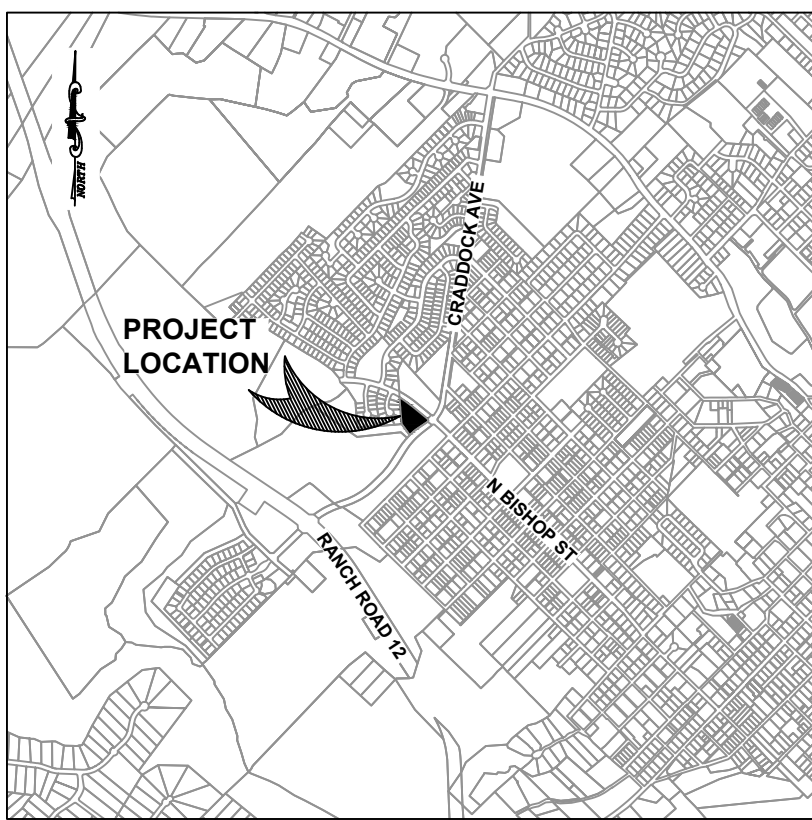 NORTH
CRADDOCK AVE
PROJECT
LOCATION
N BISHOP ST
RANCH ROAD 12